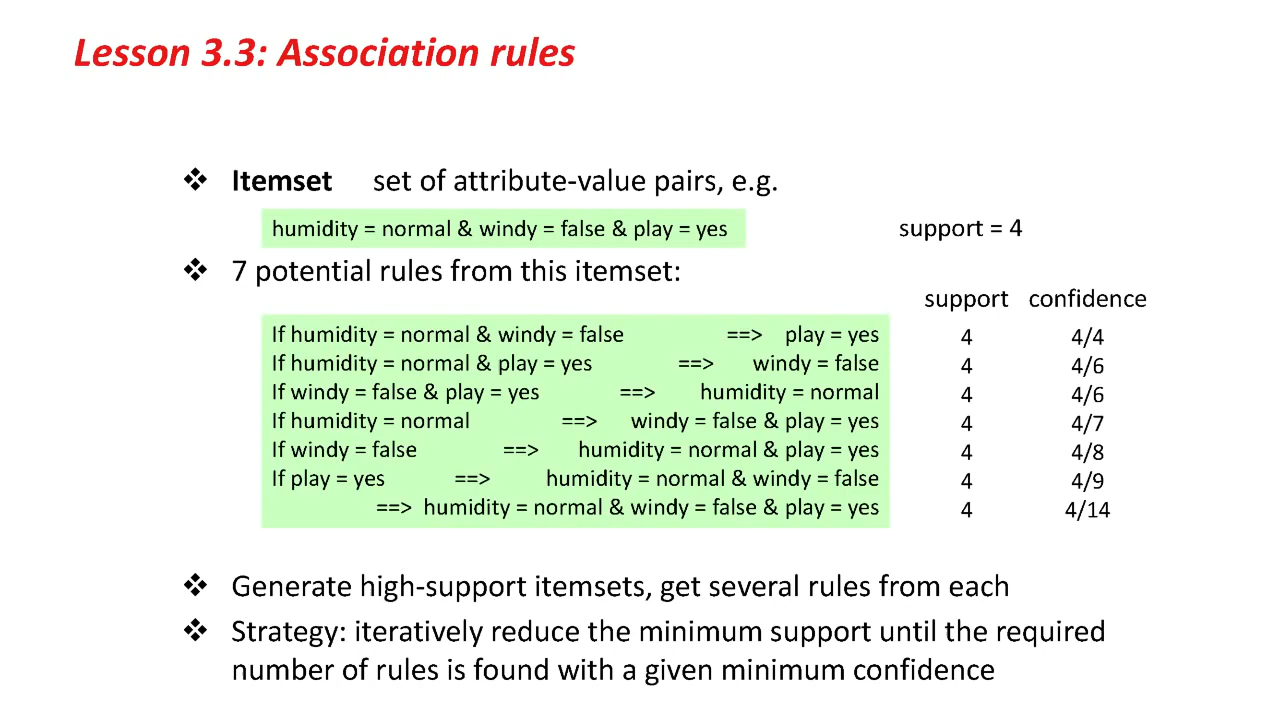 Lesson 3.3: Association rules
❖ Itemset set of attribute-value pairs, e.g.
humidity = normal & windy = false & play = yes support = 4
❖ 7 potential rules from this itemset:
support confidence
If humidity = normal & windy = false ==> play = yes 4 4/4
If humidity = normal & play = yes ==> windy = false 4 4/6
If windy = false & play = yes ==> humidity = normal 4 4/6
If humidity = normal ==> windy = false & play = yes 4 4/7
If windy = false ==> humidity = normal & play = yes 4 4/8
If play = yes ==> humidity = normal & windy = false 4 4/9
==> humidity = normal & windy = false & play = yes 4 4/14
❖ Generate high-support itemsets, get several rules from each
❖ Strategy: iteratively reduce the minimum support until the required
number of rules is found with a given minimum confidence